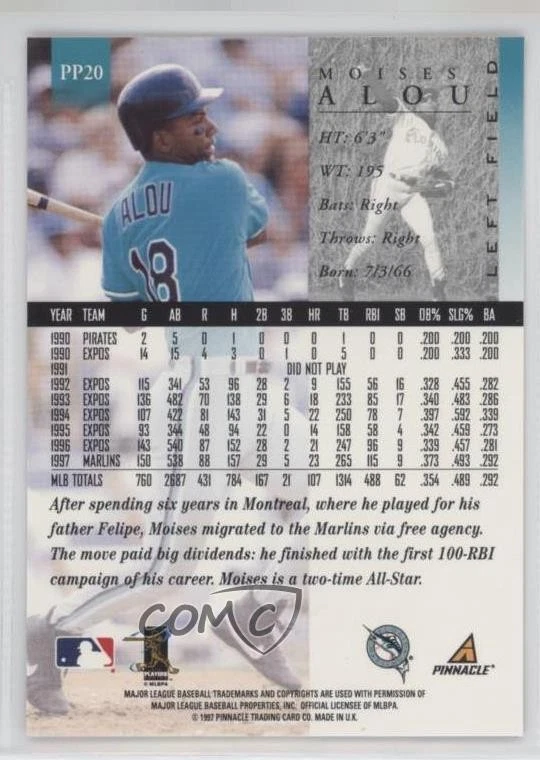 PP20
MOISES
ALOU
HT: 6'3"
WT: 195
Bats: Right
Throws: Right
Born: 7/3/66
LEFT FIELD
ALOU
18
YEAR TEAM G AB R H 2B 3B HR TB RBI SB OB% SLG% BA
1990 PIRATES 2 5 0 1 0 0 0 1 0 0 .200 .200 .200
1990 EXPOS 14 15 4 3 0 1 0 5 0 0 .200 .333 .200
1991 DID NOT PLAY
1992 EXPOS 115 341 53 96 28 2 9 155 56 16 .328 .455 .282
1993 EXPOS 136 482 70 138 29 6 18 233 85 17 .340 .483 .286
1994 EXPOS 107 422 81 143 31 5 22 250 78 7 .397 .592 .339
1995 EXPOS 93 344 48 94 22 0 14 158 58 4 .342 .459 .273
1996 EXPOS 143 540 87 152 28 2 21 247 96 9 .339 .457 .281
1997 MARLINS 150 538 88 157 29 5 23 265 115 9 .373 .493 .292
MLB TOTALS 760 2687 431 784 167 21 107 1314 488 62 .354 .489 .292
After spending six years in Montreal, where he played for his
father Felipe, Moises migrated to the Marlins via free agency.
The move paid big dividends: he finished with the first 100-RBI
campaign of his career. Moises is a two-time All-Star.
COMC
PLAYERS
© MLBPA
PINNACLE
MAJOR LEAGUE BASEBALL TRADEMARKS AND COPYRIGHTS ARE USED WITH PERMISSION OF
MAJOR LEAGUE BASEBALL PROPERTIES, INC. OFFICIAL LICENSEE OF MLBPA.
© 1997 PINNACLE TRADING CARD CO. MADE IN U.K.